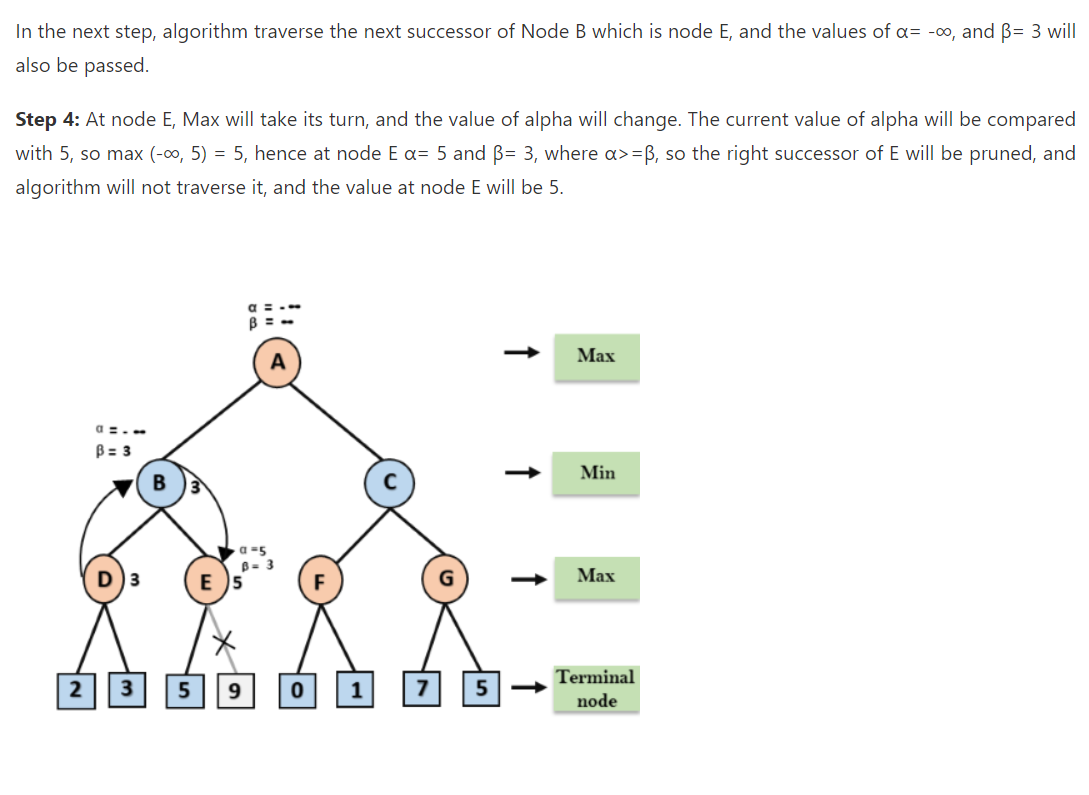 In the next step, algorithm traverse the next successor of Node B which is node E, and the values of α= -∞, and β= 3 will
also be passed.
Step 4: At node E, Max will take its turn, and the value of alpha will change. The current value of alpha will be compared
with 5, so max (-∞, 5) = 5, hence at node E α= 5 and β= 3, where α>=β, so the right successor of E will be pruned, and
algorithm will not traverse it, and the value at node E will be 5.
α = -∞
β = ∞
A
Max
α = -∞
β = 3
B 3
C
Min
α =5
β= 3
D 3
E 5
F
G
Max
2 3 5 9 0 1 7 5
Terminal
node